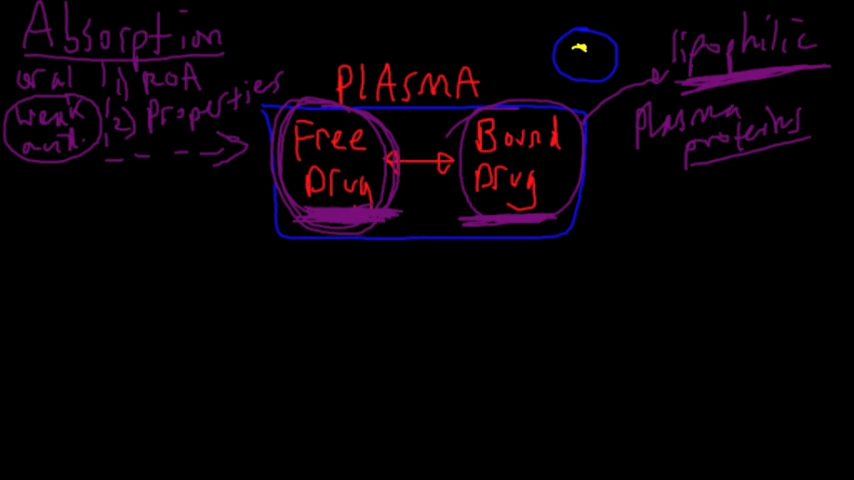 Absorption
oral 1) ROA
weak acid. 2) Properties
PLASMA
Free Drug
Bound Drug
lipophilic
plasma
proteins